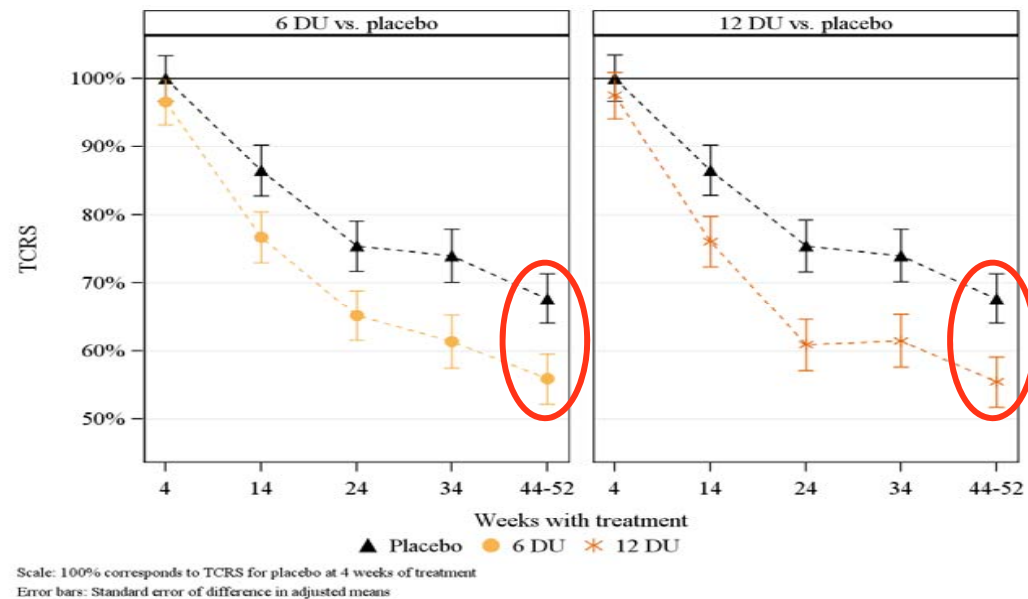 6 DU vs. placebo
12 DU vs. placebo
TCRS
100%
90%
80%
70%
60%
50%
4 14 24 34 44-52
4 14 24 34 44-52
Weeks with treatment
Placebo 6 DU 12 DU
Scale: 100% corresponds to TCRS for placebo at 4 weeks of treatment
Error bars: Standard error of difference in adjusted means